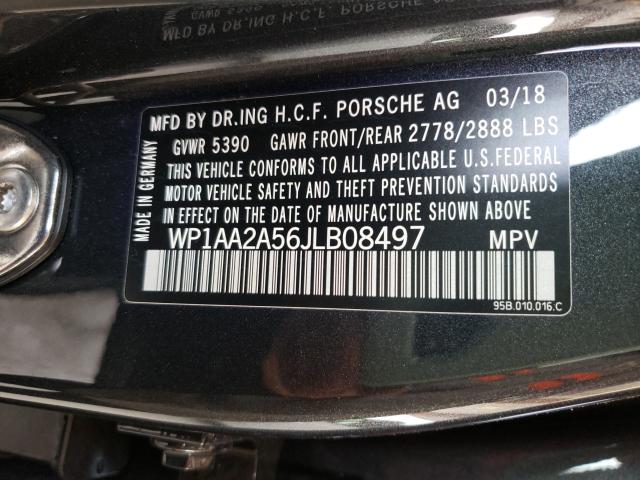 MFD BY DR.ING H.C.F. PORSCHE AG 03/18
GVWR 5390 GAWR FRONT/REAR 2778/2888 LBS
THIS VEHICLE CONFORMS TO ALL APPLICABLE U.S.FEDERAL
MOTOR VEHICLE SAFETY AND THEFT PREVENTION STANDARDS
IN EFFECT ON THE DATE OF MANUFACTURE SHOWN ABOVE
WP1AA2A56JLB08497 MPV
95B.010.016.C
MADE IN GERMANY